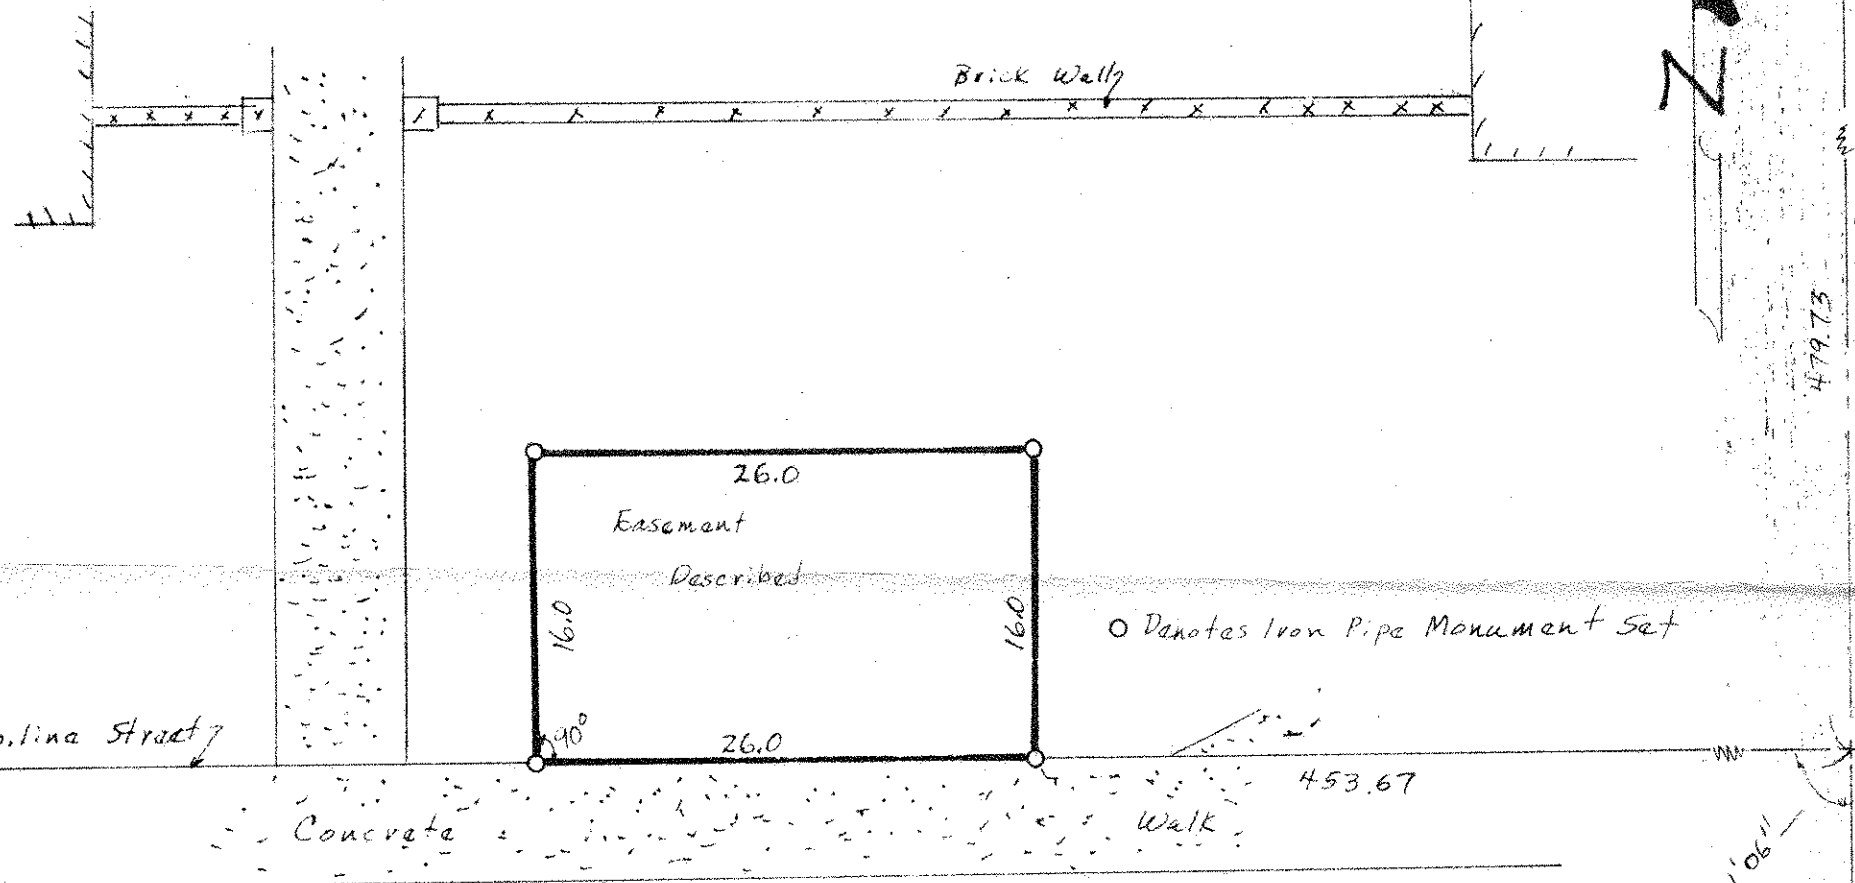 Brick Wall
N
479.73
26.0
Easement
Described
16.0
16.0
O Denotes Iron Pipe Monument Set
Street
90°
26.0
453.67
Concrete Walk
'06"